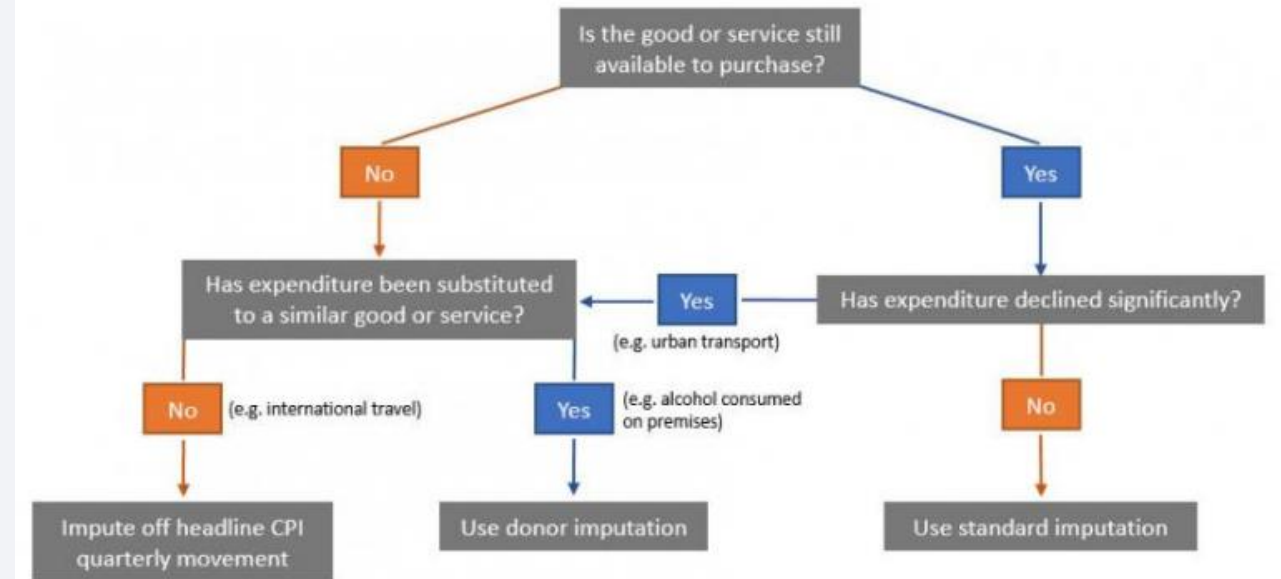 Is the good or service still
available to purchase?
No
Yes
Has expenditure been substituted
to a similar good or service?
Yes
(e.g. urban transport)
Has expenditure declined significantly?
No
(e.g. international travel)
Yes
(e.g. alcohol consumed
on premises)
No
Impute off headline CPI
quarterly movement
Use donor imputation
Use standard imputation